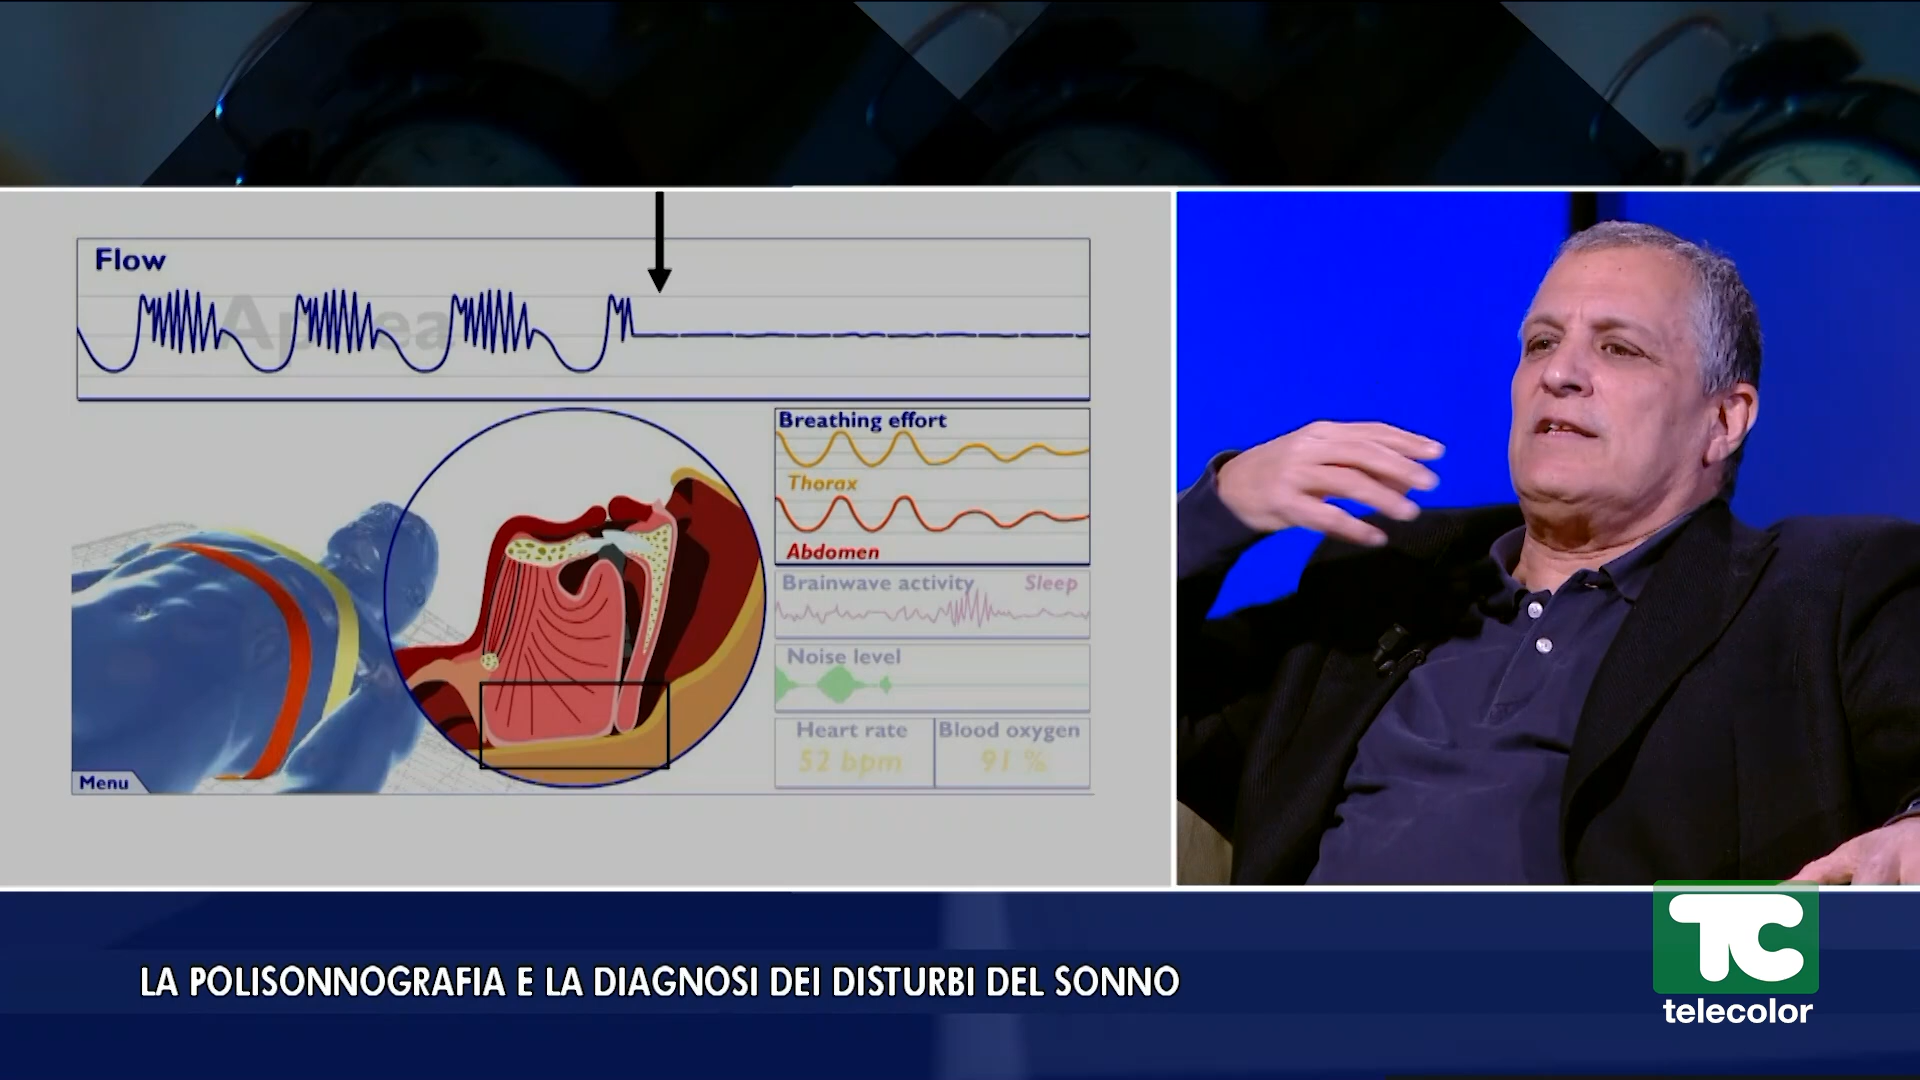 Flow
Apnea
Breathing effort
Thorax
Abdomen
Brainwave activity
Sleep
Noise level
Heart rate
Blood oxygen
52 bpm
91 %
Menu
LA POLISONNOGRAFIA E LA DIAGNOSI DEI DISTURBI DEL SONNO
TC
telecolor